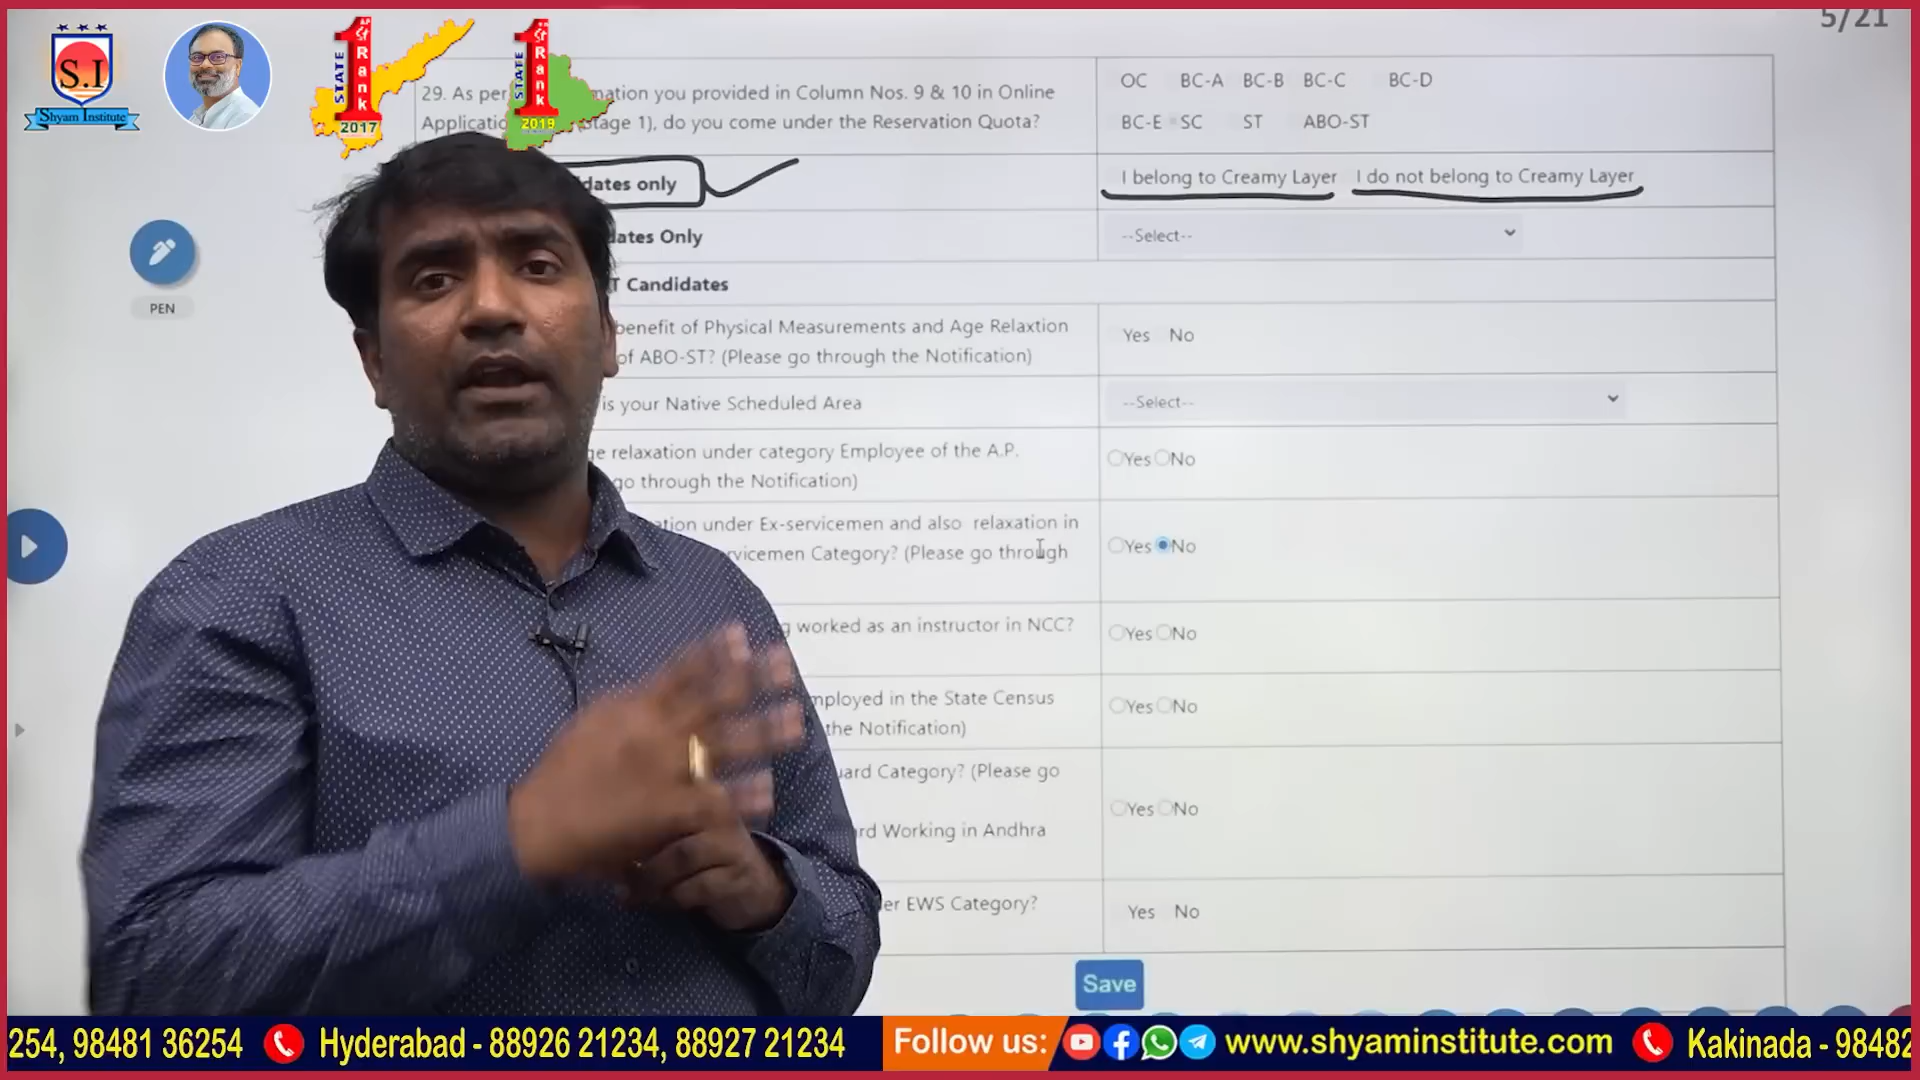 5/21
S.I
Shyam Institute
STATE
1
Rank
2017
STATE
1
Rank
2019
29. As per mation you provided in Column Nos. 9 & 10 in Online
Applicatio tage 1), do you come under the Reservation Quota?
OC BC-A BC-B BC-C BC-D
BC-E SC ST ABO-ST
dates only
I belong to Creamy Layer I do not belong to Creamy Layer
dates Only
--Select--
T Candidates
benefit of Physical Measurements and Age Relaxtion
of ABO-ST? (Please go through the Notification)
Yes No
is your Native Scheduled Area
--Select--
ge relaxation under category Employee of the A.P.
go through the Notification)
Yes No
ation under Ex-servicemen and also relaxation in
rvicemen Category? (Please go through
Yes No
g worked as an instructor in NCC?
Yes No
mployed in the State Census
the Notification)
Yes No
uard Category? (Please go
rd Working in Andhra
Yes No
er EWS Category?
Yes No
Save
PEN
254, 98481 36254 Hyderabad - 88926 21234, 88927 21234 Follow us: www.shyaminstitute.com Kakinada - 98482